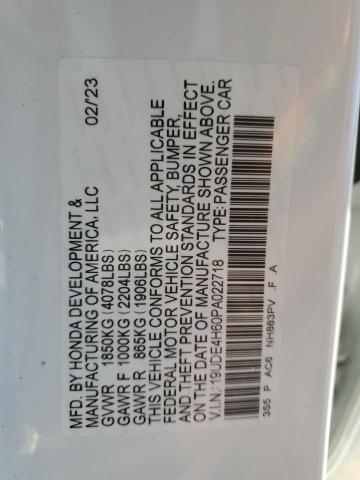 MFD. BY HONDA DEVELOPMENT &
MANUFACTURING OF AMERICA, LLC 02/'23
GVWR 1850KG (4078LBS)
GAWR F 1000KG (2204LBS)
GAWR R 865KG (1906LBS)
THIS VEHICLE CONFORMS TO ALL APPLICABLE
FEDERAL MOTOR VEHICLE SAFETY, BUMPER,
AND THEFT PREVENTION STANDARDS IN EFFECT
ON THE DATE OF MANUFACTURE SHOWN ABOVE.
V.I.N.: 19UDE4H60PA022718 TYPE: PASSENGER CAR
3S5 P AC6 NH883PV .F .A